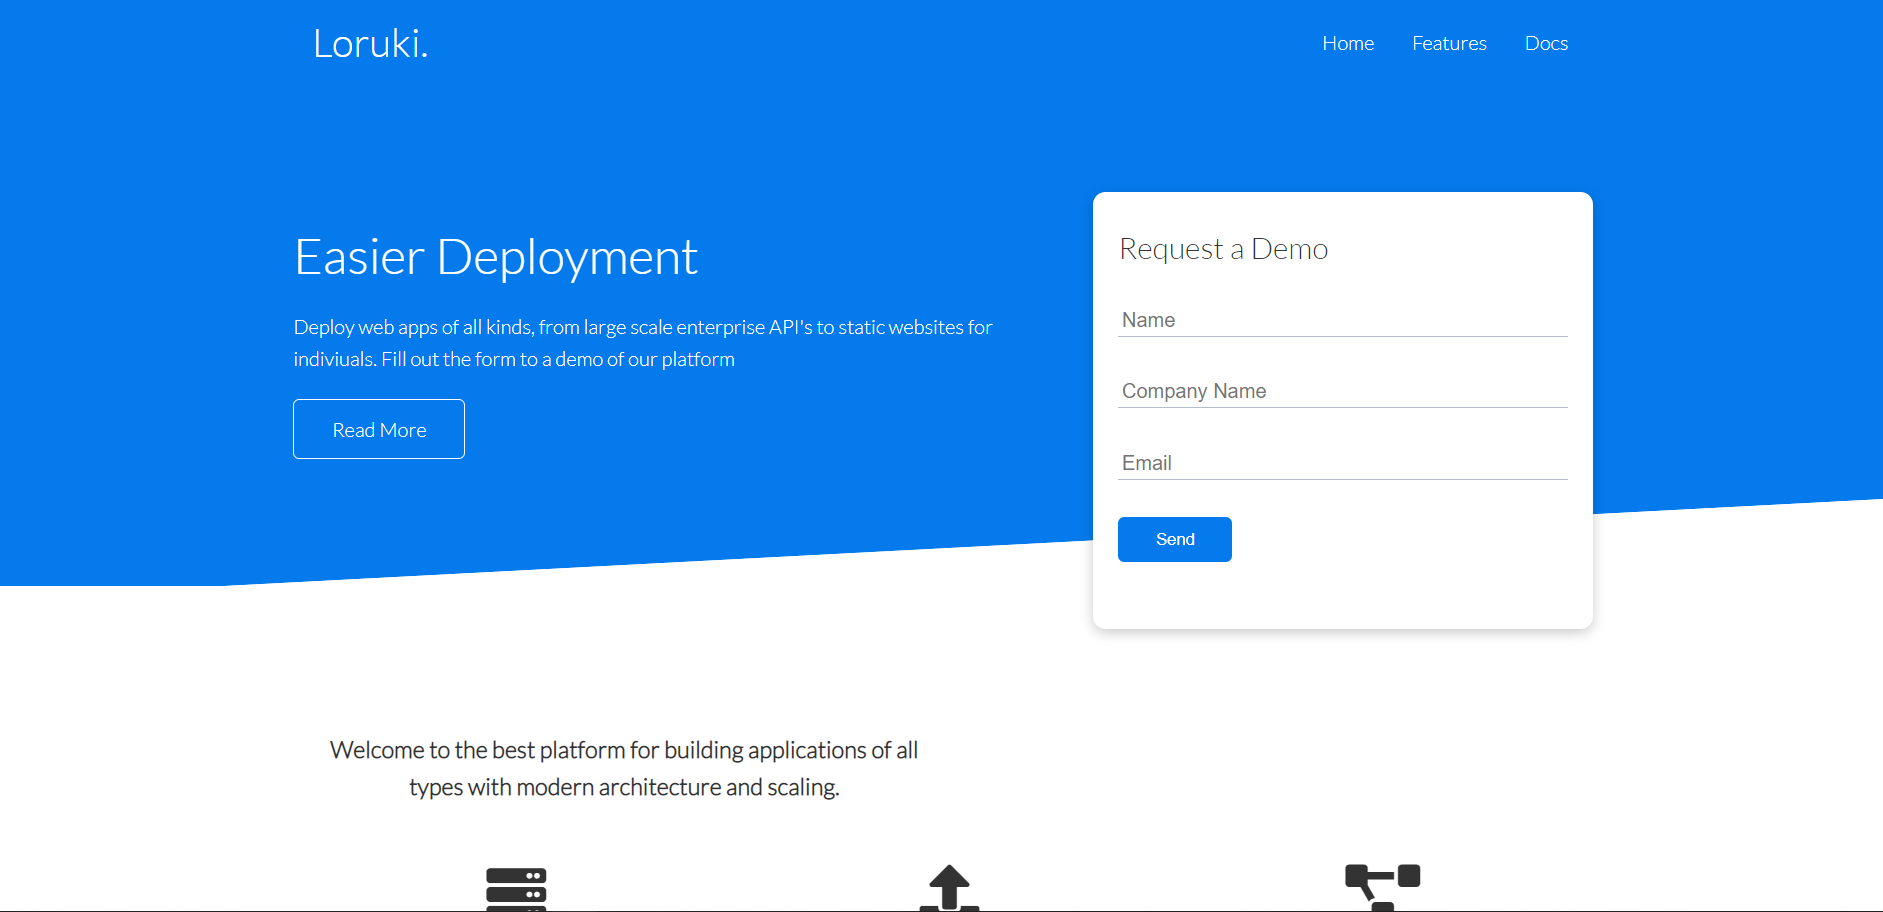 Loruki.
Home Features Docs
Easier Deployment
Deploy web apps of all kinds, from large scale enterprise API's to static websites for
indiviuals. Fill out the form to a demo of our platform
Read More
Request a Demo
Name
Company Name
Email
Send
Welcome to the best platform for building applications of all
types with modern architecture and scaling.